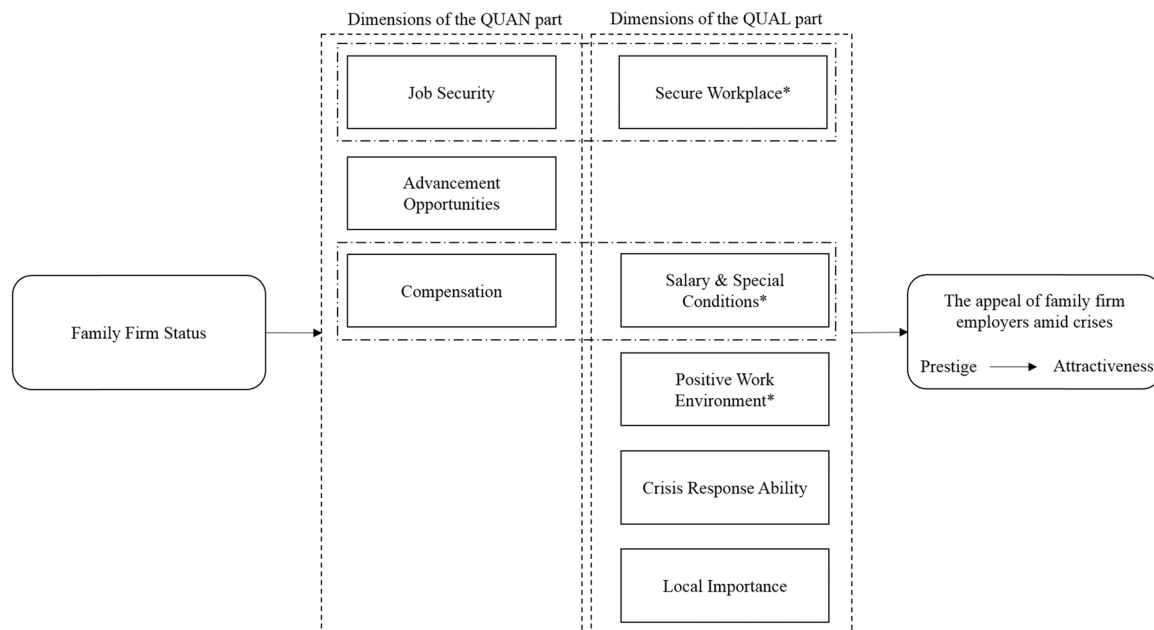 Dimensions of the QUAN part
Dimensions of the QUAL part
Job Security
Secure Workplace*
Advancement
Opportunities
Compensation
Salary & Special
Conditions*
Family Firm Status
The appeal of family firm
employers amid crises
Prestige
Attractiveness
Positive Work
Environment*
Crisis Response Ability
Local Importance